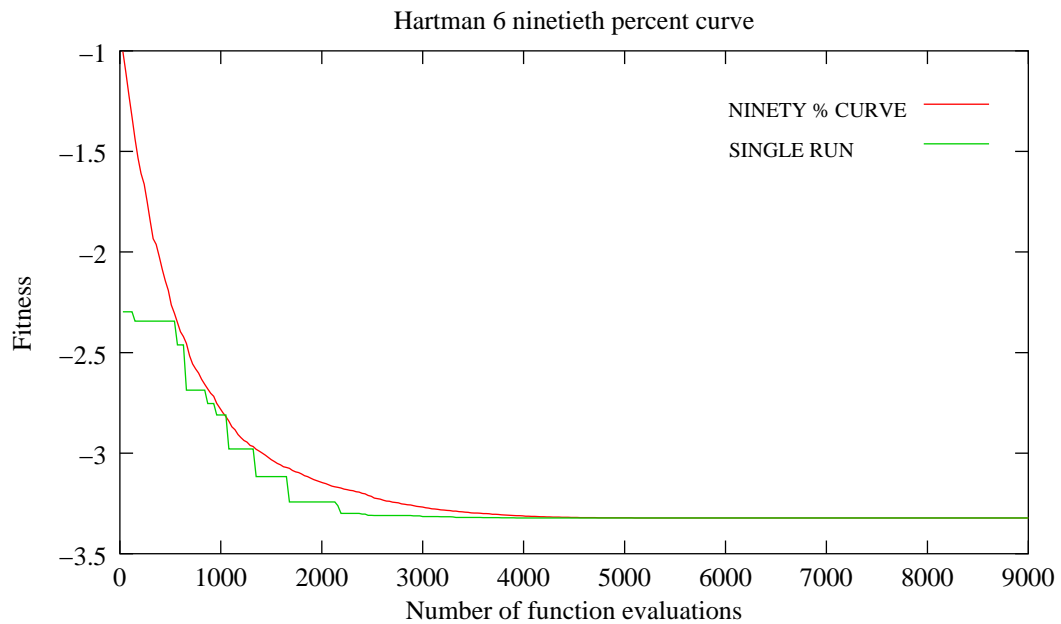 Hartman 6 ninetieth percent curve
−1
−1.5
−2
−2.5
−3
−3.5
Fitness
NINETY % CURVE
SINGLE RUN
0 1000 2000 3000 4000 5000 6000 7000 8000 9000
Number of function evaluations